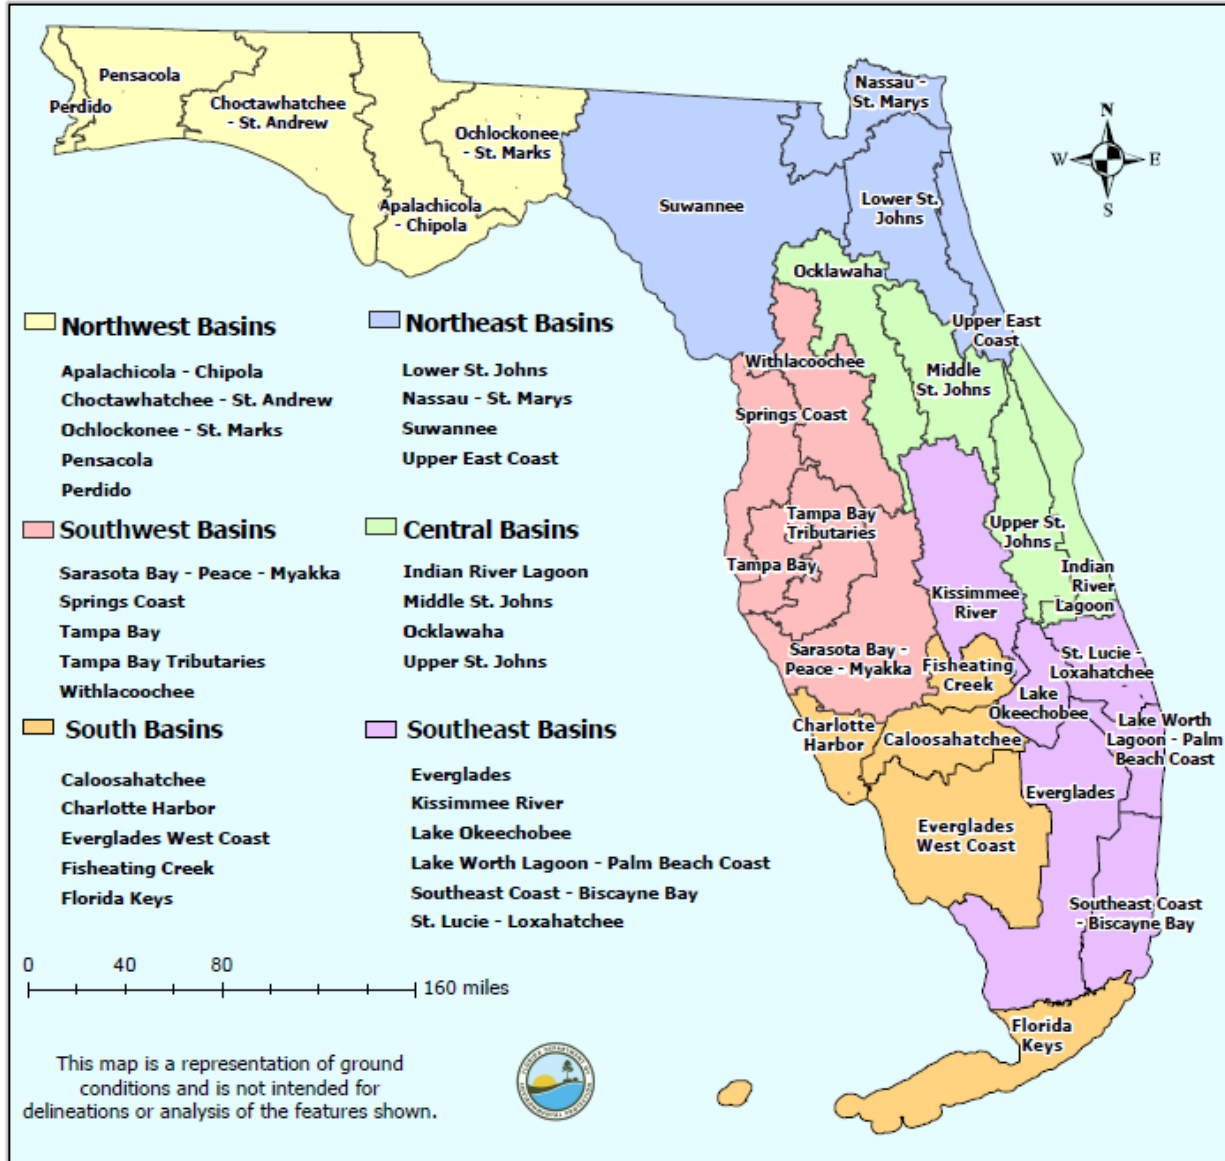 Pensacola
Perdido
Choctawhatchee
- St. Andrew
Ochlockonee
- St. Marks
Apalachicola
- Chipola
Nassau -
St. Marys
Suwannee
Lower St.
Johns
Ocklawaha
Upper East
Coast
Withlacoochee
Middle
St. Johns
Springs Coast
Tampa Bay
Tributaries
Tampa Bay
Upper St.
Johns
Indian
River
Lagoon
Kissimmee
River
Sarasota Bay -
Peace - Myakka
Fisheating
Creek
St. Lucie -
Loxahatchee
Lake
Okeechobee
Charlotte
Harbor
Caloosahatchee
Lake Worth
Lagoon - Palm
Beach Coast
Everglades
Everglades
West Coast
Southeast Coast
- Biscayne Bay
Florida
Keys
N
W
E
S
Northwest Basins
Apalachicola - Chipola
Choctawhatchee - St. Andrew
Ochlockonee - St. Marks
Pensacola
Perdido
Northeast Basins
Lower St. Johns
Nassau - St. Marys
Suwannee
Upper East Coast
Southwest Basins
Sarasota Bay - Peace - Myakka
Springs Coast
Tampa Bay
Tampa Bay Tributaries
Withlacoochee
Central Basins
Indian River Lagoon
Middle St. Johns
Ocklawaha
Upper St. Johns
South Basins
Caloosahatchee
Charlotte Harbor
Everglades West Coast
Fisheating Creek
Florida Keys
Southeast Basins
Everglades
Kissimmee River
Lake Okeechobee
Lake Worth Lagoon - Palm Beach Coast
Southeast Coast - Biscayne Bay
St. Lucie - Loxahatchee
0 40 80 160 miles
This map is a representation of ground
conditions and is not intended for
delineations or analysis of the features shown.